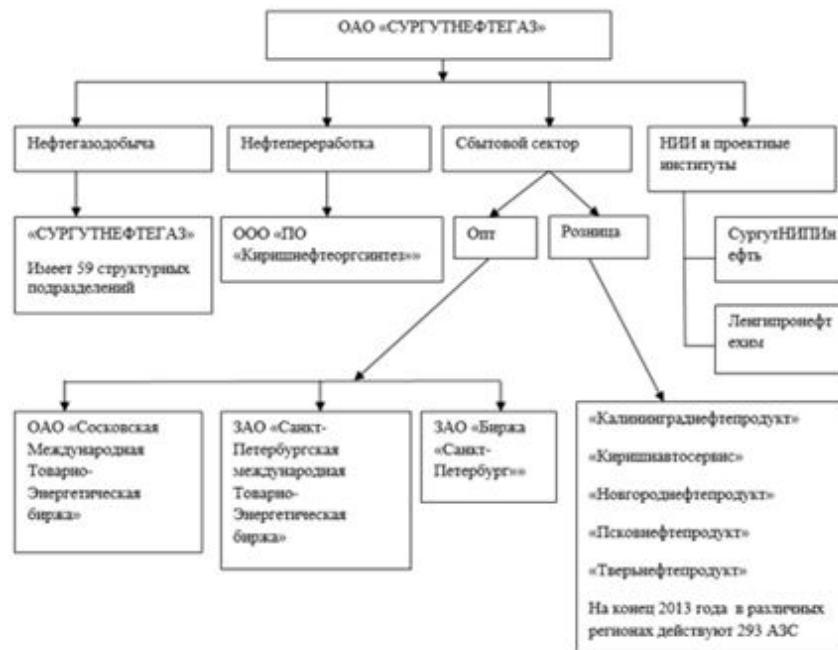 ОАО «СУРГУТНЕФТЕГАЗ»
Нефтегазодобыча
Нефтепереработка
Сбытовой сектор
НИИ и проектные
институты
«СУРГУТНЕФТЕГАЗ»
Имеет 59 структурных
подразделений
ООО «ПО
«Киришнефтеоргсинтез»»
Опт
Розница
СургутНИПИн
ефть
Ленгипронефт
ехим
ОАО «Сосковская
Международная
Товарно-
Энергетическая
биржа»
ЗАО «Санкт-
Петербургская
международная
Товарно-
Энергетическая
биржа»
ЗАО «Биржа
«Санкт-
Петербург»»
«Калининграднефтепродукт»
«Киришиавтосервис»
«Новгороднефтепродукт»
«Псковнефтепродукт»
«Тверьнефтепродукт»
На конец 2013 года в различных
регионах действуют 293 АЗС